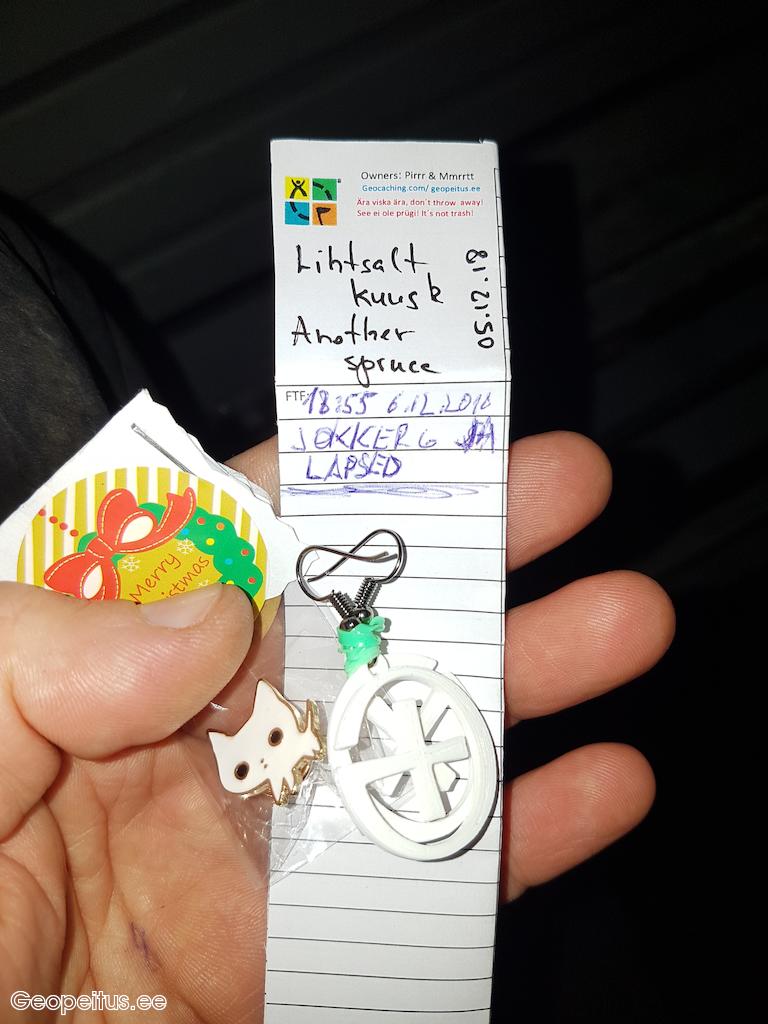 Owners: Pirrr & Mmrrtt
Geocaching.com/ geopeitus.ee
Ära viska ära, don't throw away!
See ei ole prügi! It's not trash!
Lihtsalt
kuusk
Another
spruce
05.12.18
FTF:
18:55 6.12.2018
JOKKER6 JA
LAPSED
Merry
Christmas
Geopeitus.ee